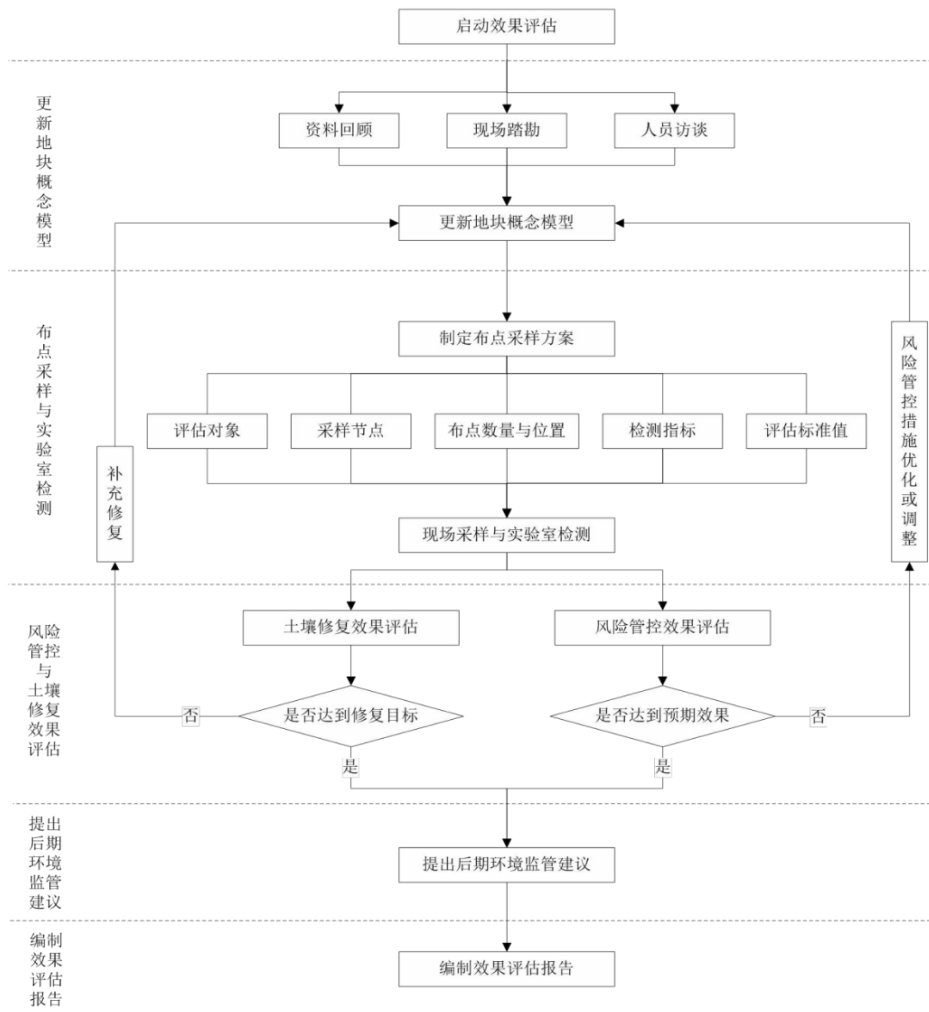 启动效果评估
更新地块概念模型
资料回顾
现场踏勘
人员访谈
更新地块概念模型
布点采样与实验室检测
制定布点采样方案
评估对象
采样节点
布点数量与位置
检测指标
评估标准值
补充修复
风险管控措施优化或调整
现场采样与实验室检测
风险
管控
与
土壤
修复
效果
评估
土壤修复效果评估
风险管控效果评估
否
是否达到修复目标
是否达到预期效果
否
是
是
提出
后期
环境
监管
建议
提出后期环境监管建议
编制
效果
评估
报告
编制效果评估报告